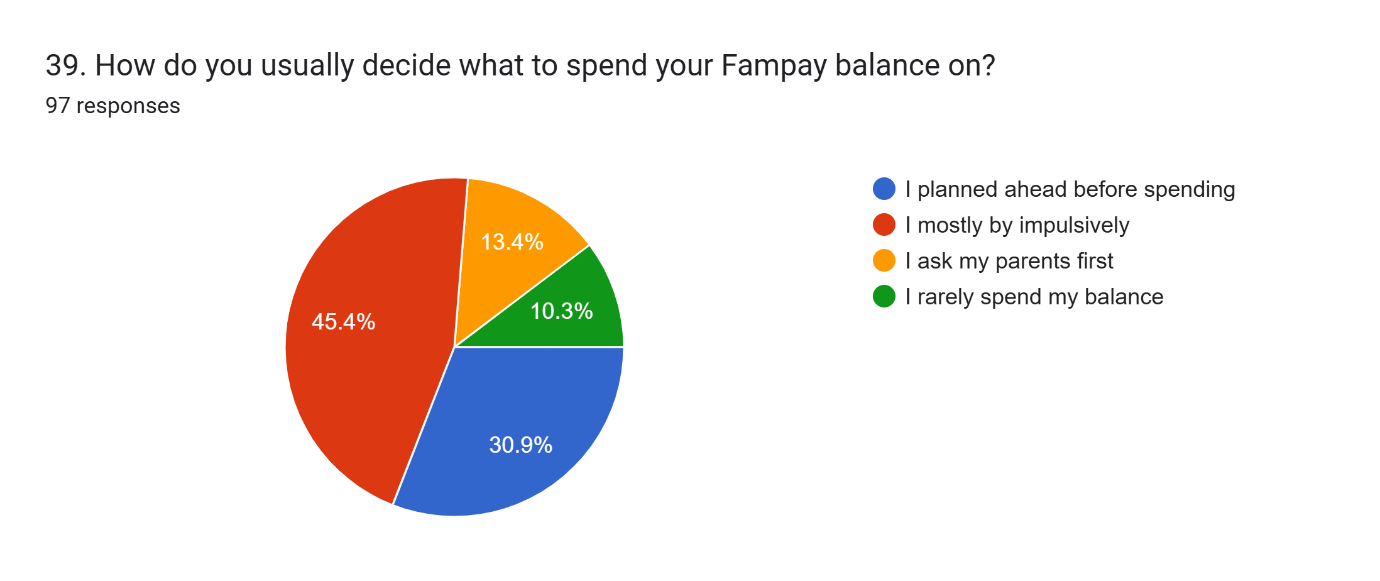 39. How do you usually decide what to spend your Fampay balance on?
97 responses
I planned ahead before spending
I mostly by impulsively
I ask my parents first
I rarely spend my balance
13.4%
10.3%
45.4%
30.9%